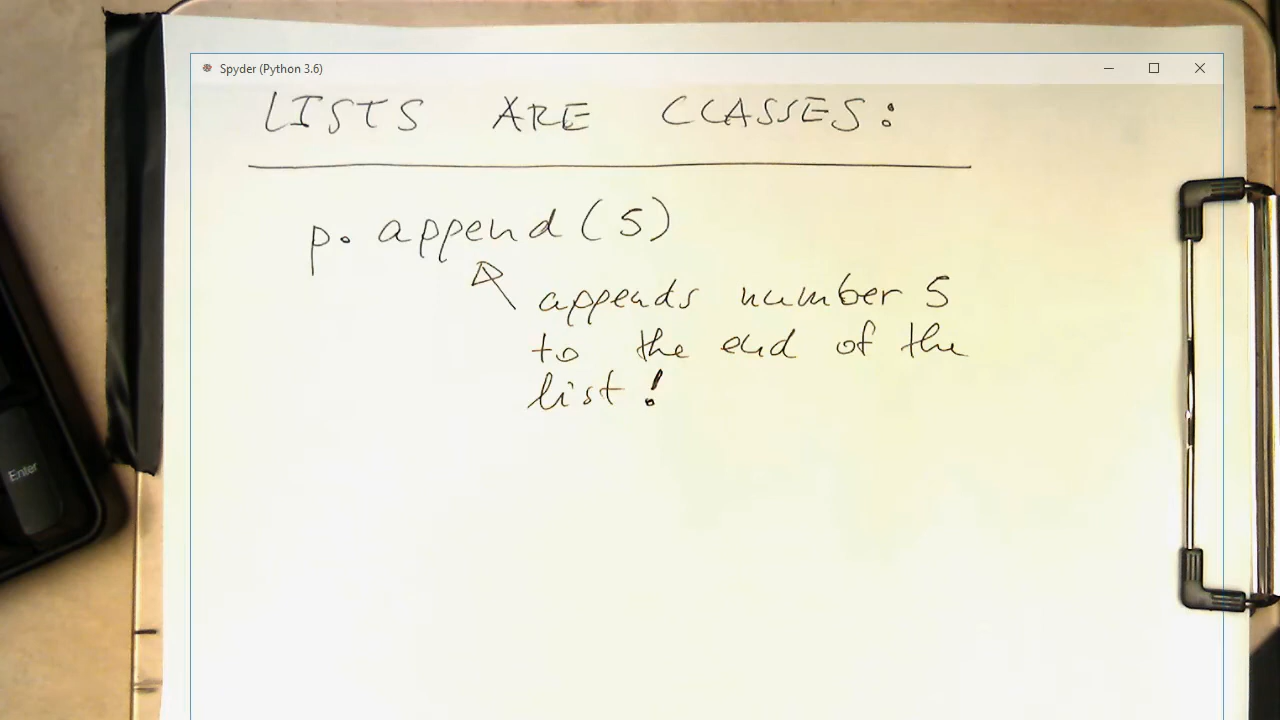 Spyder (Python 3.6)
LISTS ARE CLASSES:
p. append(5)
appends number 5
to the end of the
list!
Enter